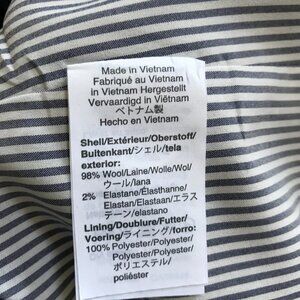 Made in Vietnam
Fabriqué au Vietnam
in Vietnam Hergestellt
Vervaardigd in Viëtnam
ベトナム製
Hecho en Vietnam
Shell/Extérieur/Oberstoff/
Buitenkant/シェル/tela
exterior:
98% Wool/Laine/Wolle/Wol/
ウール/lana
2% Elastane/Élasthanne/
Elastan/Elastaan/エラス
テーン/elastano
Lining/Doublure/Futter/
Voering/ライニング/forro:
100% Polyester/Polyester/
Polyester/Polyester/
ポリエステル/
poliéster